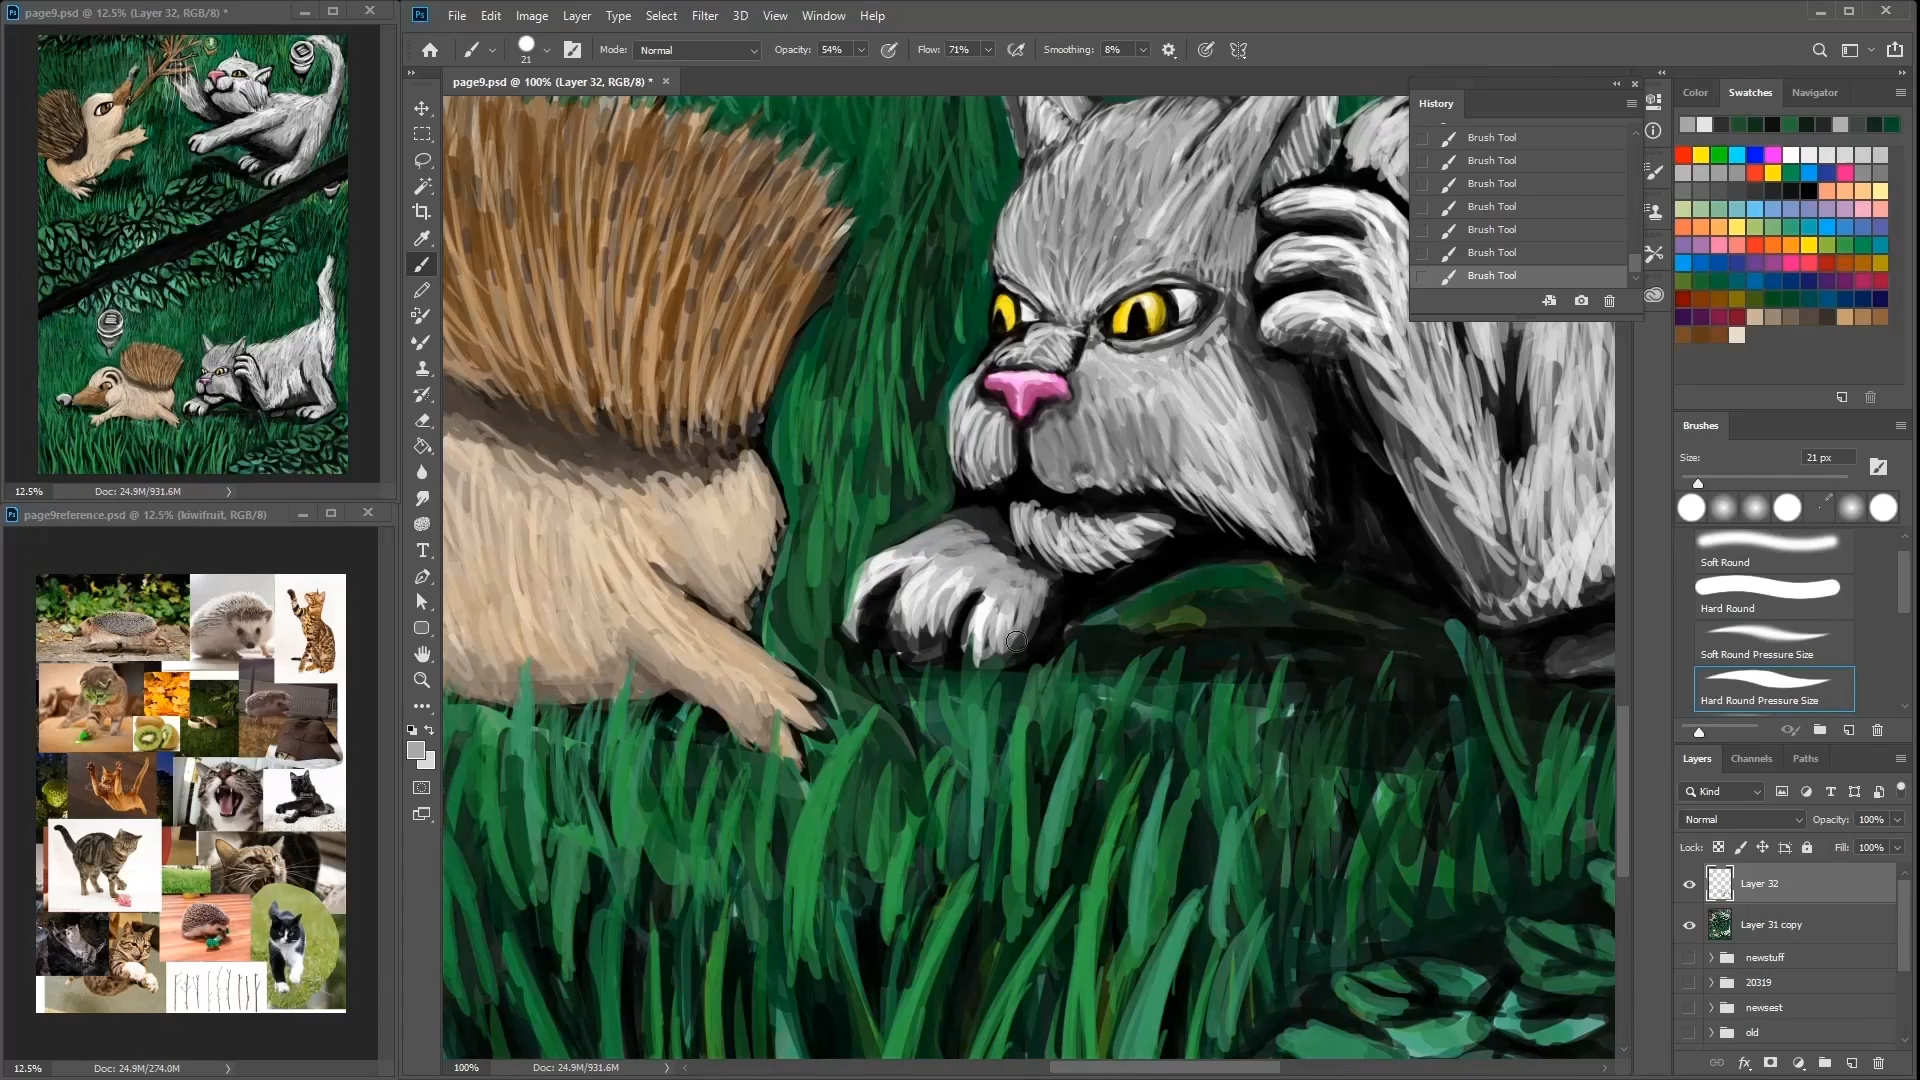 page9.psd @ 12.5% (Layer 32, RGB/8) *
12.5% Doc: 24.9M/931.6M
page9reference.psd @ 12.5% (kiwifruit, RGB/8)
12.5% Doc: 24.9M/274.0M
Ps File Edit Image Layer Type Select Filter 3D View Window Help
21
Mode: Normal Opacity: 54% Flow: 71% Smoothing: 8%
page9.psd @ 100% (Layer 32, RGB/8) *
History
Brush Tool
Brush Tool
Brush Tool
Brush Tool
Brush Tool
Brush Tool
Brush Tool
100% Doc: 24.9M/931.6M
Color Swatches Navigator
Brushes
Size: 21 px
Soft Round
Hard Round
Soft Round Pressure Size
Hard Round Pressure Size
Layers Channels Paths
Kind
Normal Opacity: 100%
Lock: Fill: 100%
Layer 32
Layer 31 copy
newstuff
20319
newsest
old